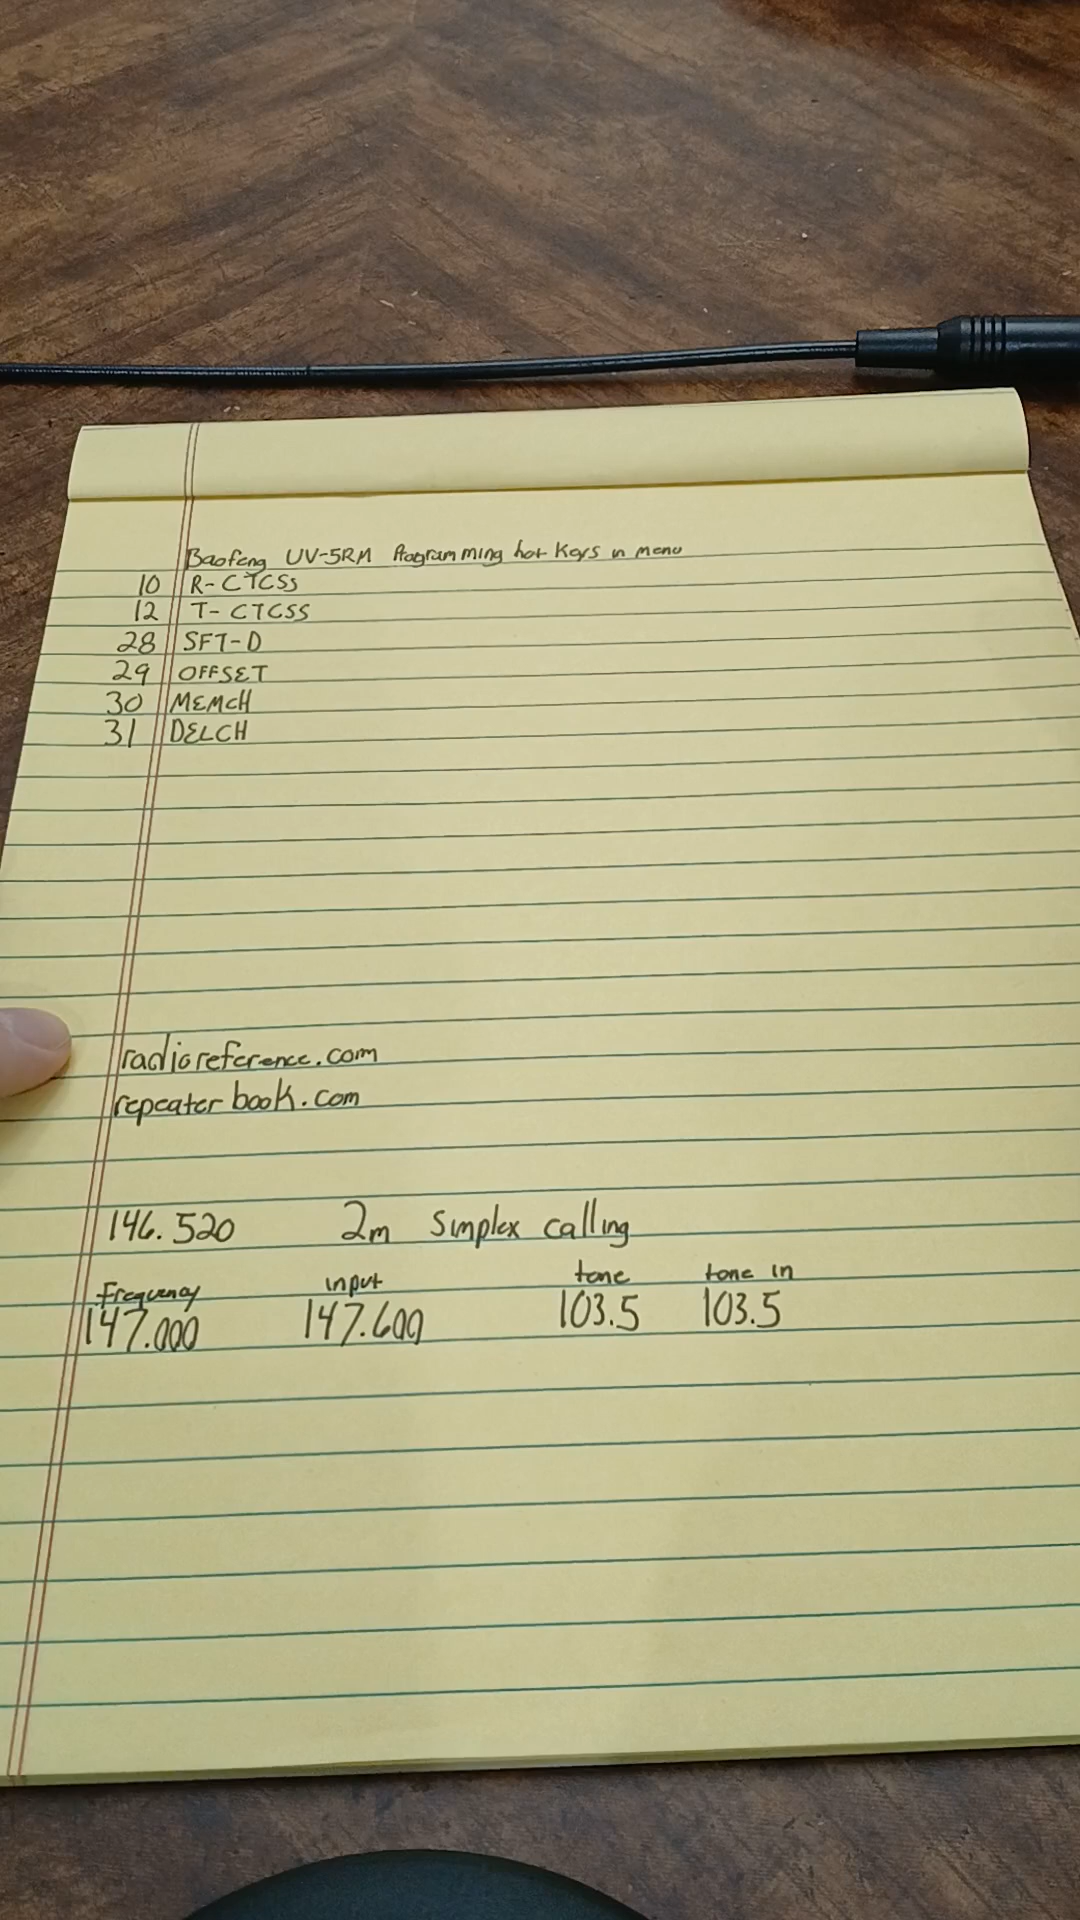 Baofeng UV-5RM Programming hot Keys in menu
10 R-CTCSS
12 T-CTCSS
28 SFT-D
29 OFFSET
30 MEMCH
31 DELCH
radioreference.com
repeaterbook.com
146.520 2m Simplex calling
Frequency input tone tone in
147.000 147.600 103.5 103.5